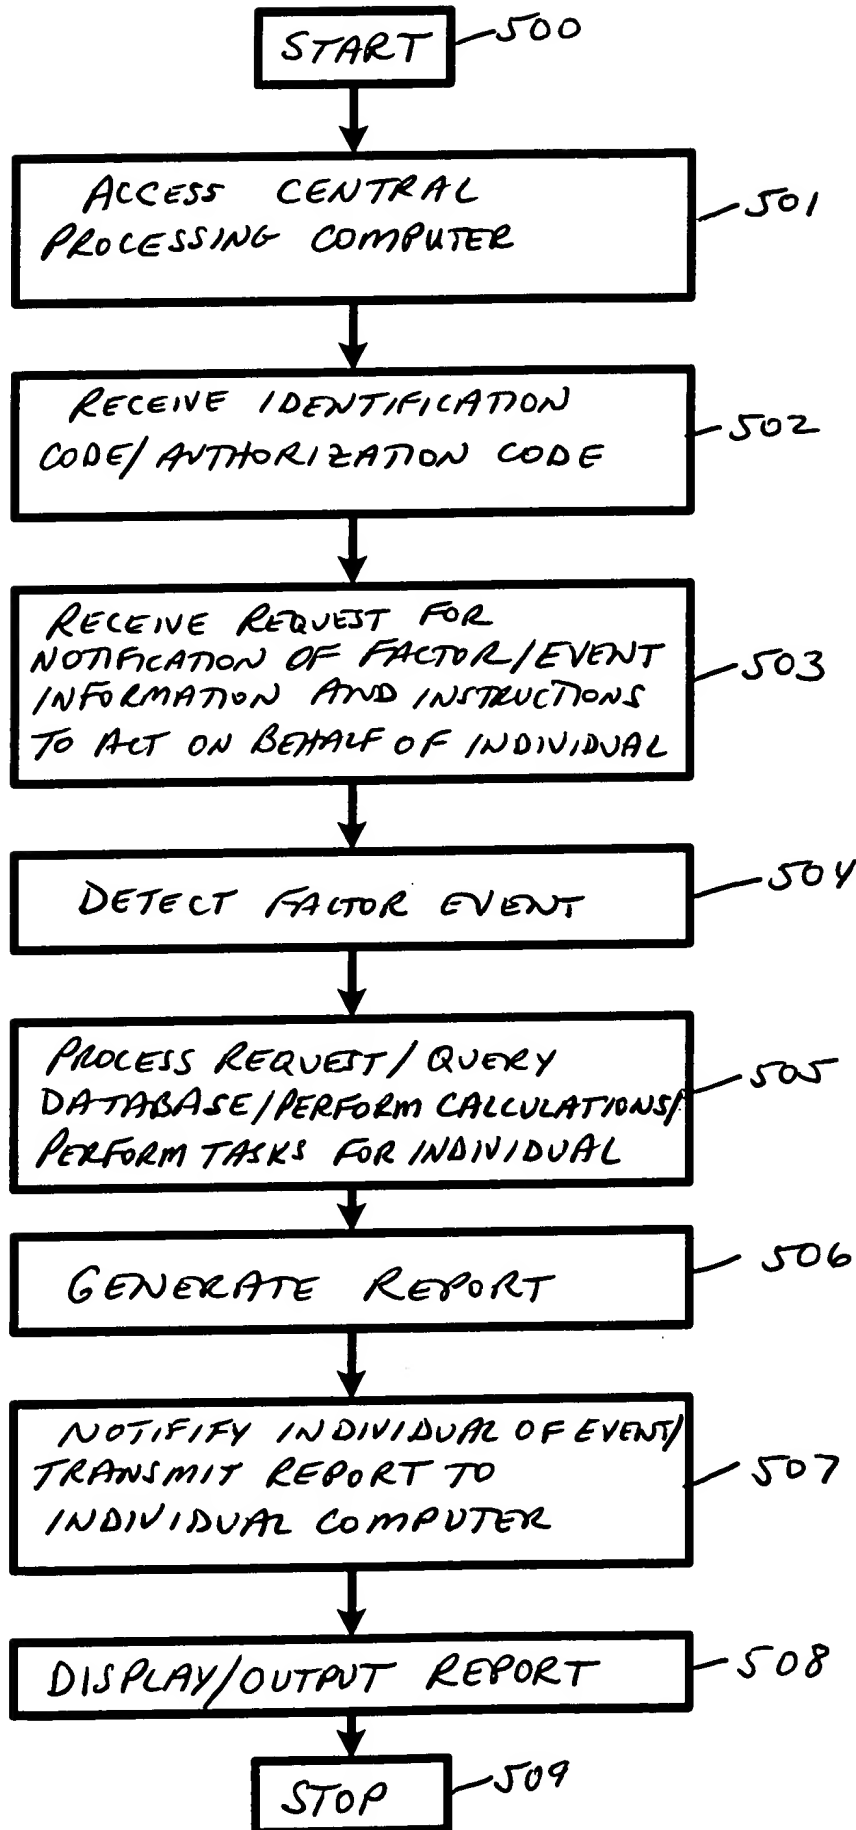 START
500
ACCESS CENTRAL
PROCESSING COMPUTER
501
RECEIVE IDENTIFICATION
CODE/AUTHORIZATION CODE
502
RECEIVE REQUEST FOR
NOTIFICATION OF FACTOR/EVENT
INFORMATION AND INSTRUCTIONS
TO ACT ON BEHALF OF INDIVIDUAL
503
DETECT FACTOR EVENT
504
PROCESS REQUEST/QUERY
DATABASE/PERFORM CALCULATIONS/
PERFORM TASKS FOR INDIVIDUAL
505
GENERATE REPORT
506
NOTIFIFY INDIVIDUAL OF EVENT/
TRANSMIT REPORT TO
INDIVIDUAL COMPUTER
507
DISPLAY/OUTPUT REPORT
508
STOP
509